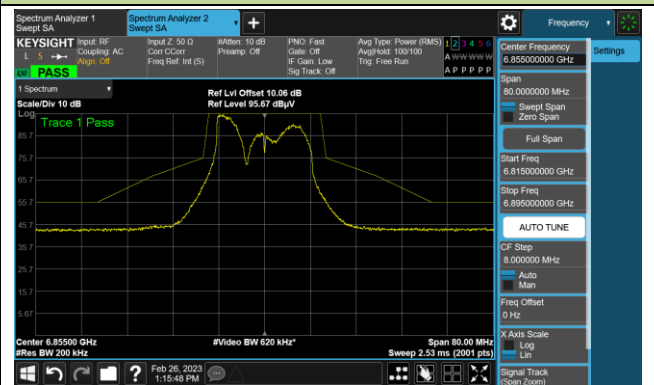 Spectrum Analyzer 1
Swept SA
Spectrum Analyzer 2
Swept SA
Frequency
KEYSIGHT
L S
PASS
Input: RF
Coupling: AC
Align: Off
Input Z: 50 Ω
Corr CCorr
Freq Ref: Int (S)
#Atten: 10 dB
Preamp: Off
PNO: Fast
Gate: Off
IF Gain: Low
Sig Track: Off
Avg Type: Power (RMS)
Avg|Hold: 100/100
Trig: Free Run
1 2 3 4 5 6
A W W W W W
A P P P P P
Center Frequency
6.855000000 GHz
Settings
Span
80.0000000 MHz
Swept Span
Zero Span
Full Span
Start Freq
6.815000000 GHz
Stop Freq
6.895000000 GHz
AUTO TUNE
CF Step
8.000000 MHz
Auto
Man
Freq Offset
0 Hz
X Axis Scale
Log
Lin
Signal Track
(Span Zoom)
1 Spectrum
Scale/Div 10 dB
Ref Lvl Offset 10.06 dB
Ref Level 95.67 dBµV
Log
Trace 1 Pass
85.7
75.7
65.7
55.7
45.7
35.7
25.7
15.7
5.67
Center 6.85500 GHz
#Res BW 200 kHz
#Video BW 620 kHz*
Span 80.00 MHz
Sweep 2.53 ms (2001 pts)
?
Feb 26, 2023
1:15:48 PM